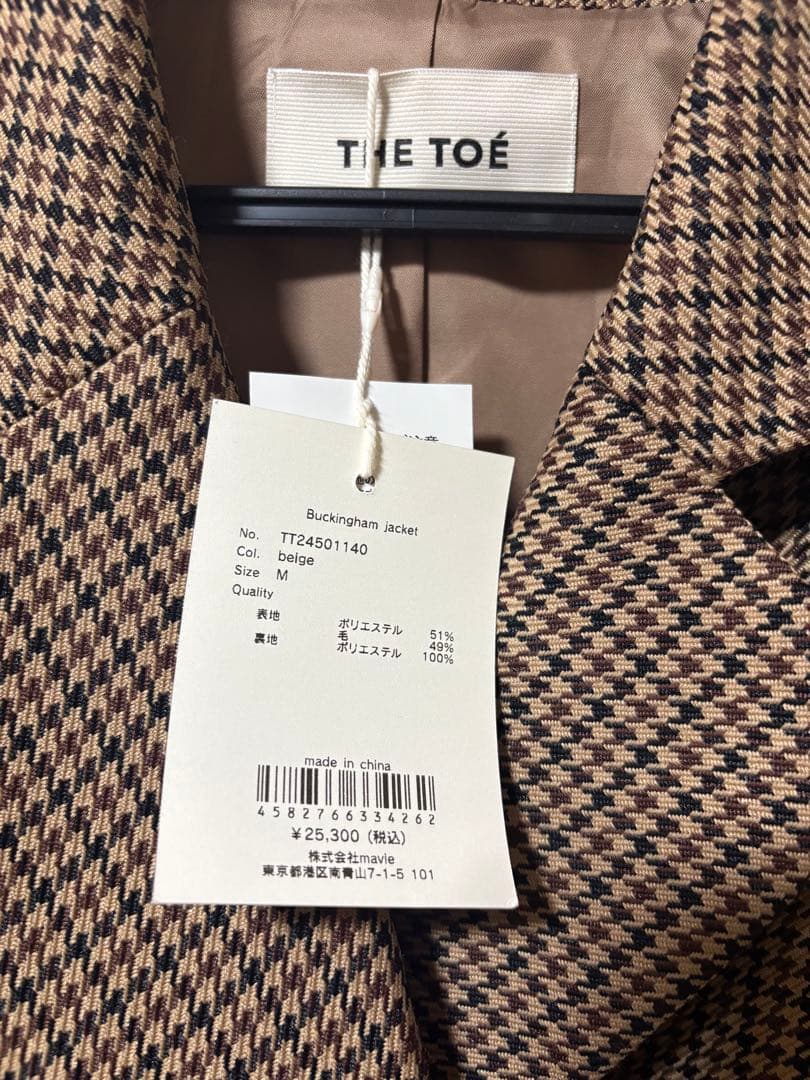 THE TOÉ
Buckingham jacket
No. TT24501140
Col. beige
Size M
Quality
表地 ポリエステル 51%
毛 49%
裏地 ポリエステル 100%
made in china
4582766334262
¥25,300 (税込)
株式会社mavie
東京都港区南青山7-1-5 101